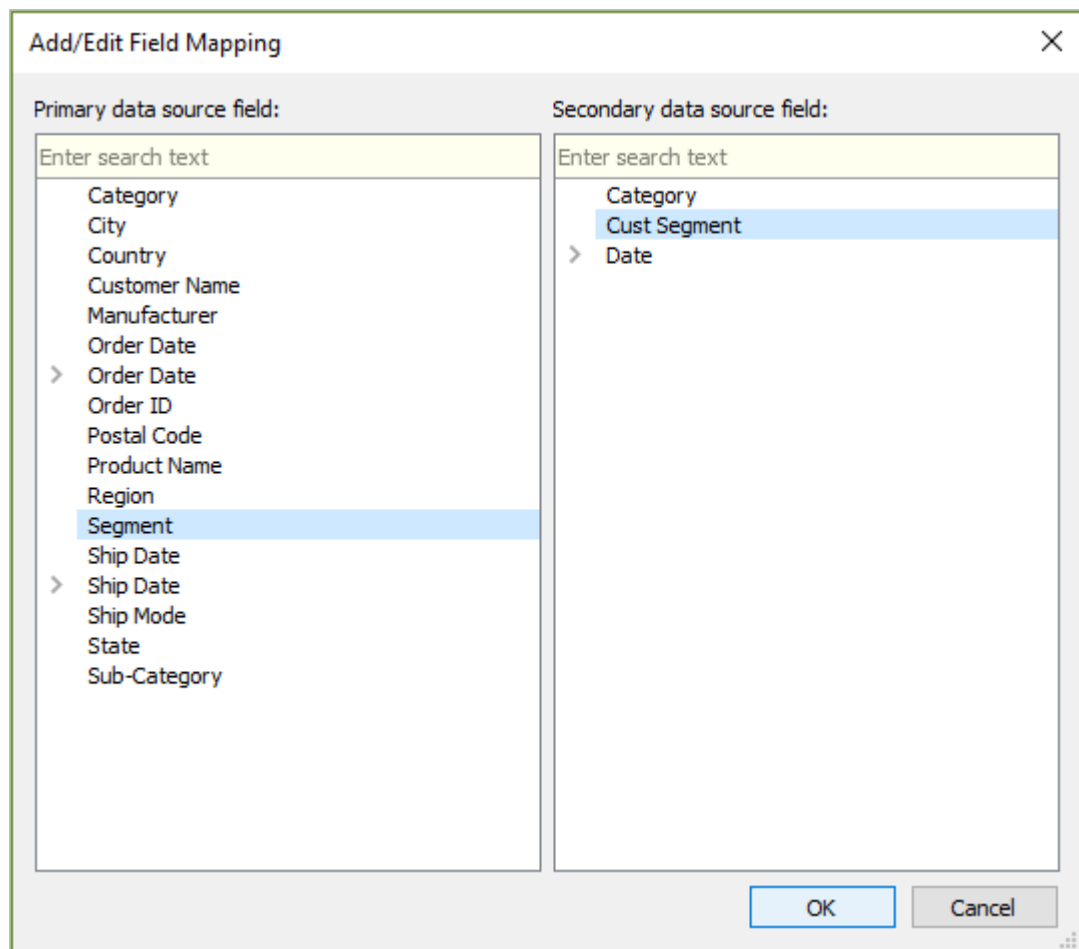 Add/Edit Field Mapping
Primary data source field:
Enter search text
Category
City
Country
Customer Name
Manufacturer
Order Date
Order Date
Order ID
Postal Code
Product Name
Region
Segment
Ship Date
Ship Date
Ship Mode
State
Sub-Category
Secondary data source field:
Enter search text
Category
Cust Segment
Date
OK
Cancel